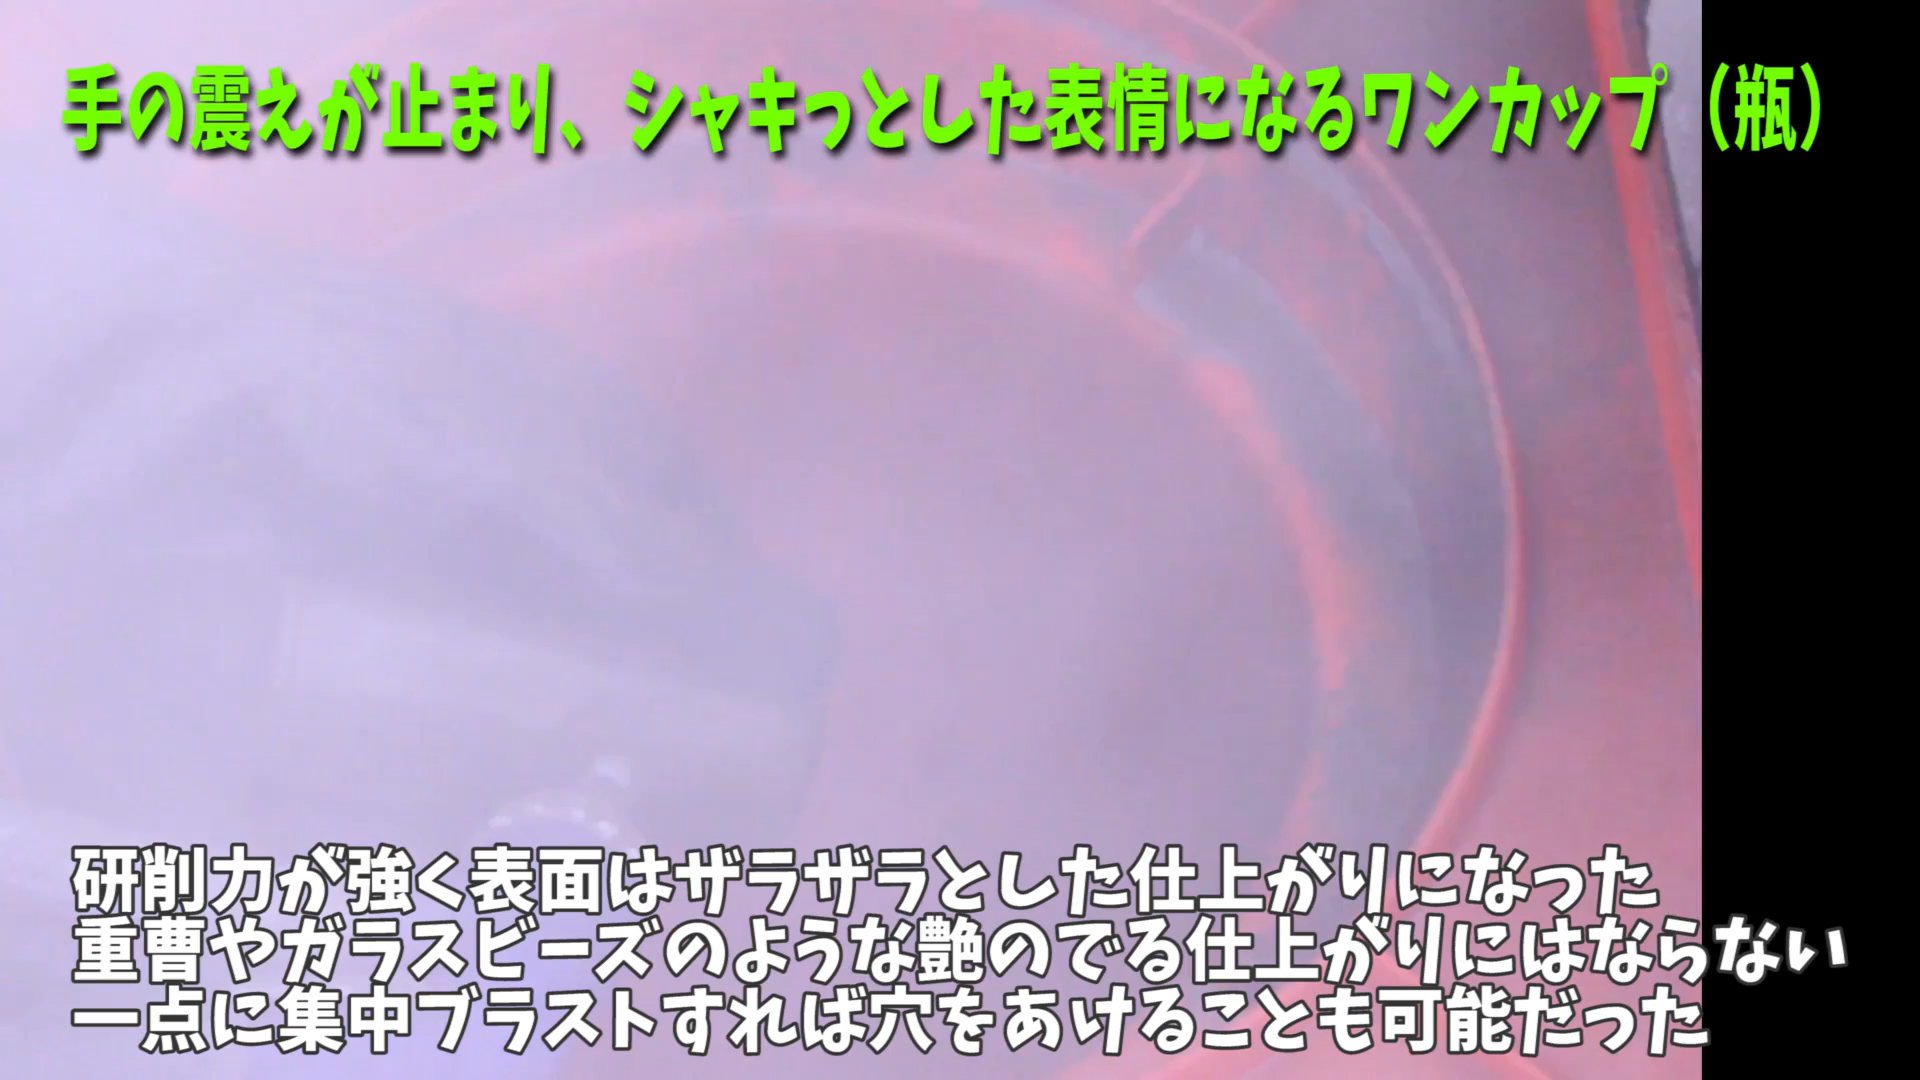 手の震えが止まり、シャキっとした表情になるワンカップ（瓶）
研削力が強く表面はザラザラとした仕上がりになった
重曹やガラスビーズのような艶のでる仕上がりにはならない
一点に集中ブラストすれば穴をあけることも可能だった